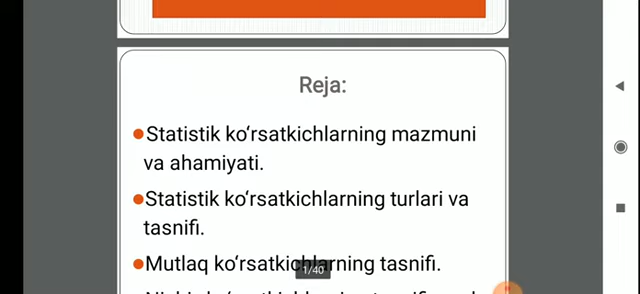 Reja:
●Statistik ko‘rsatkichlarning mazmuni
va ahamiyati.
●Statistik ko‘rsatkichlarning turlari va
tasnifi.
●Mutlaq ko‘rsatkichlarning tasnifi.
1/40